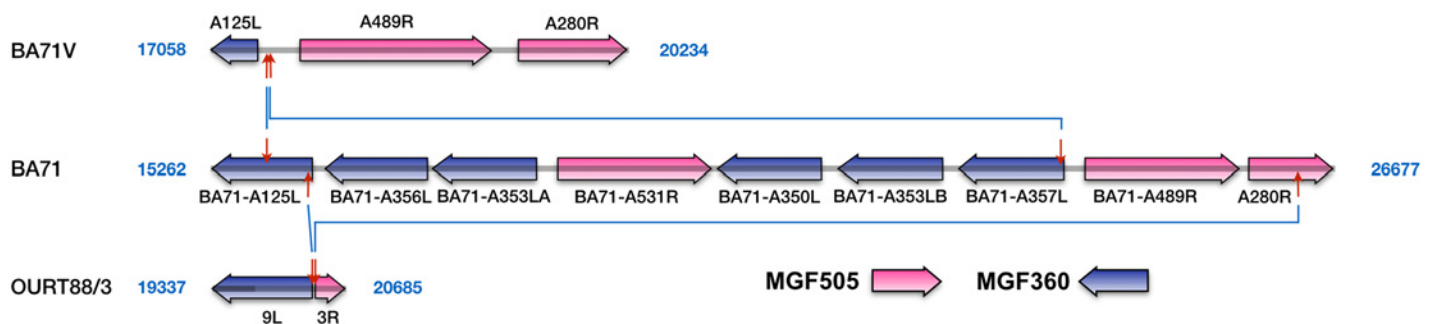 A125L A489R A280R
BA71V 17058 20234
BA71 15262 26677
BA71-A125L BA71-A356L BA71-A353LA BA71-A531R BA71-A350L BA71-A353LB BA71-A357L BA71-A489R A280R
OURT88/3 19337 20685 MGF505 MGF360
9L 3R